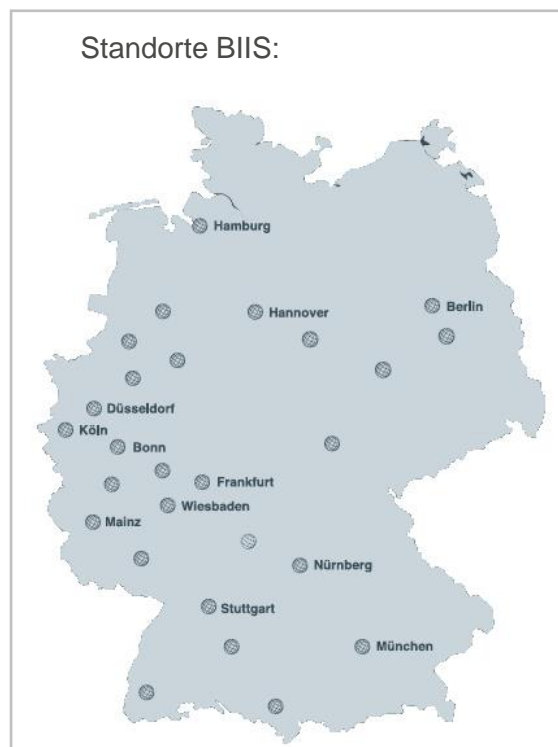 Standorte BIIS:
Hamburg
Berlin
Hannover
Düsseldorf
Köln
Bonn
Frankfurt
Wiesbaden
Mainz
Nürnberg
Stuttgart
München